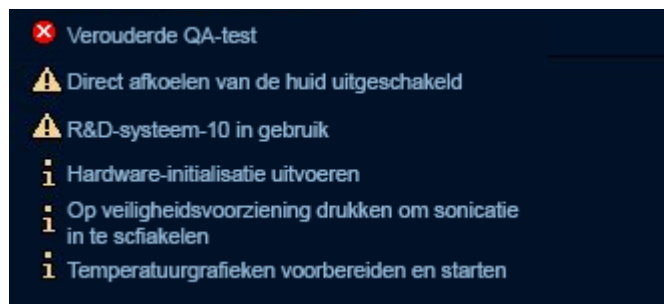 Verouderde QA-test
Direct afkoelen van de huid uitgeschakeld
R&D-systeem-10 in gebruik
Hardware-initialisatie uitvoeren
Op veiligheidsvoorziening drukken om sonicatie
in te scfiakelen
Temperatuurgrafieken voorbereiden en starten